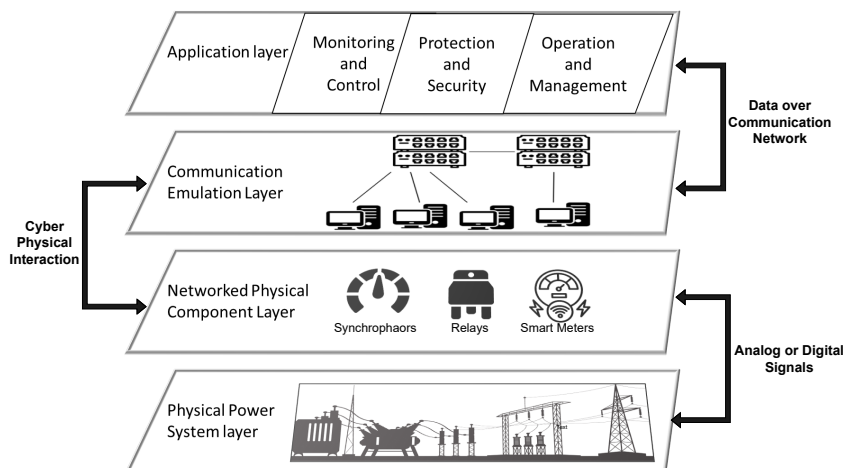 Application layer
Monitoring
and
Control
Protection
and
Security
Operation
and
Management
Data over
Communication
Network
Communication
Emulation Layer
Cyber
Physical
Interaction
Networked Physical
Component Layer
Synchrophaors
Relays
Smart Meters
Analog or Digital
Signals
Physical Power
System layer
Text